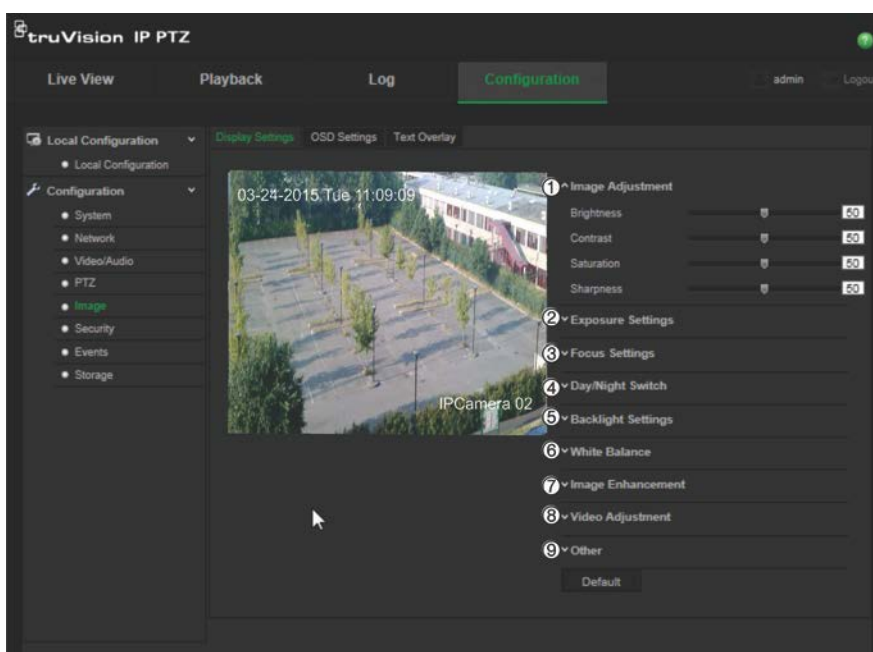 truVision IP PTZ
?
Live View Playback Log Configuration admin Logou
Local Configuration
Local Configuration
Configuration
System
Network
Video/Audio
PTZ
Image
Security
Events
Storage
Display Settings OSD Settings Text Overlay
03-24-2015 Tue 11:09:09
IPCamera 02
1 Image Adjustment
Brightness 50
Contrast 50
Saturation 50
Sharpness 50
2 Exposure Settings
3 Focus Settings
4 Day/Night Switch
5 Backlight Settings
6 White Balance
7 Image Enhancement
8 Video Adjustment
9 Other
Default